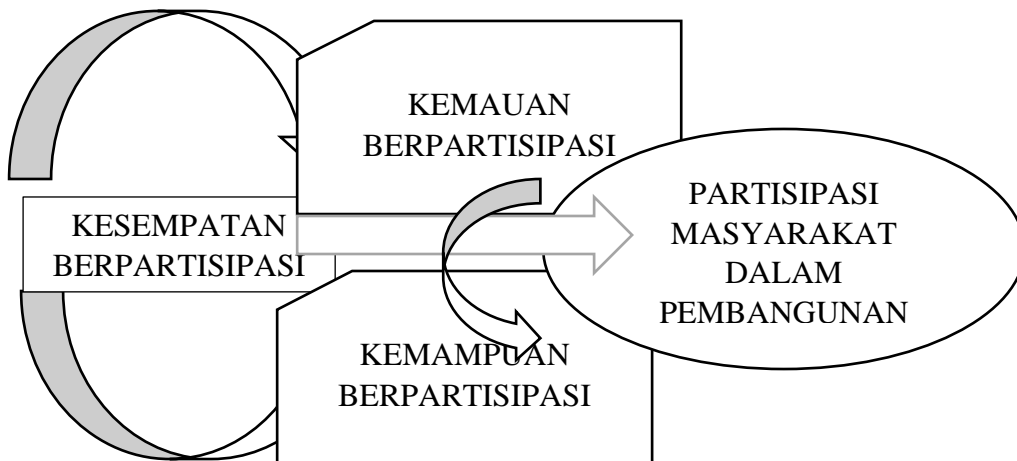 KEMAUAN
BERPARTISIPASI
KESEMPATAN
BERPARTISIPASI
PARTISIPASI
MASYARAKAT
DALAM
PEMBANGUNAN
KEMAMPUAN
BERPARTISIPASI